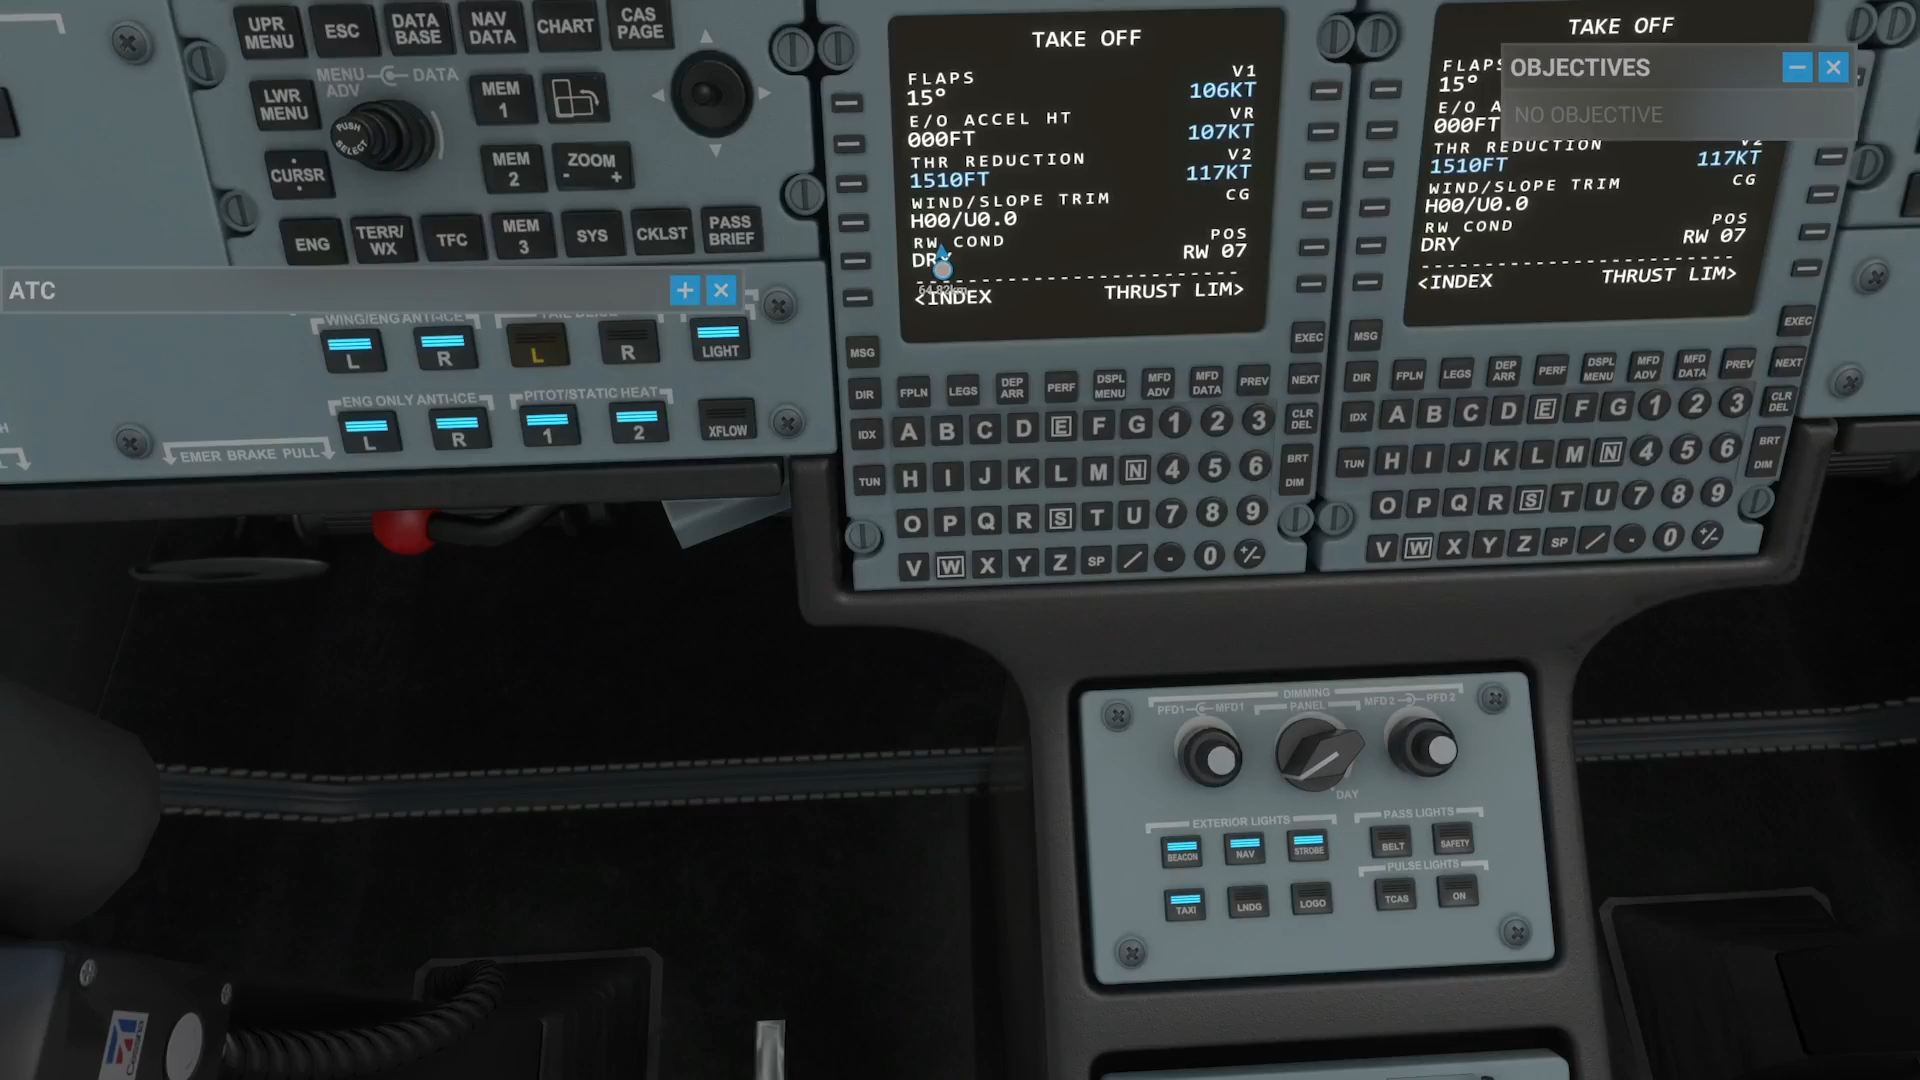 UPR MENU
ESC
DATA BASE
NAV DATA
CHART
CAS PAGE
MENU ADV
DATA
LWR MENU
PUSH SELECT
MEM 1
CURSR
MEM 2
ZOOM
- +
ENG
TERR/ WX
TFC
MEM 3
SYS
CKLST
PASS BRIEF
ATC
WING/ENG ANTI-ICE
TAIL DEICE
L
R
L
R
LIGHT
ENG ONLY ANTI-ICE
PITOT/STATIC HEAT
L
R
1
2
XFLOW
EMER BRAKE PULL
TAKE OFF
FLAPS V1
15° 106KT
E/O ACCEL HT VR
000FT 107KT
THR REDUCTION V2
1510FT 117KT
WIND/SLOPE TRIM CG
H00/U0.0
RW COND POS
DRY RW 07
<INDEX THRUST LIM>
MSG
EXEC
DIR
FPLN
LEGS
DEP ARR
PERF
DSPL MENU
MFD ADV
MFD DATA
PREV
NEXT
IDX
A B C D E F G 1 2 3
CLR DEL
TUN
H I J K L M N 4 5 6
BRT DIM
O P Q R S T U 7 8 9
V W X Y Z SP / . 0 +/-
TAKE OFF
FLAPS
15°
E/O A
000FT
THR REDUCTION V2
1510FT 117KT
WIND/SLOPE TRIM CG
H00/U0.0
RW COND POS
DRY RW 07
<INDEX THRUST LIM>
OBJECTIVES
NO OBJECTIVE
MSG
EXEC
DIR
FPLN
LEGS
DEP ARR
PERF
DSPL MENU
MFD ADV
MFD DATA
PREV
NEXT
IDX
A B C D E F G 1 2 3
CLR DEL
TUN
H I J K L M N 4 5 6
BRT DIM
O P Q R S T U 7 8 9
V W X Y Z SP / . 0 +/-
DIMMING
PFD1 MFD1
PANEL
MFD 2 PFD 2
DAY
EXTERIOR LIGHTS
PASS LIGHTS
BEACON
NAV
STROBE
BELT
SAFETY
PULSE LIGHTS
TAXI
LNDG
LOGO
TCAS
ON
Cessna